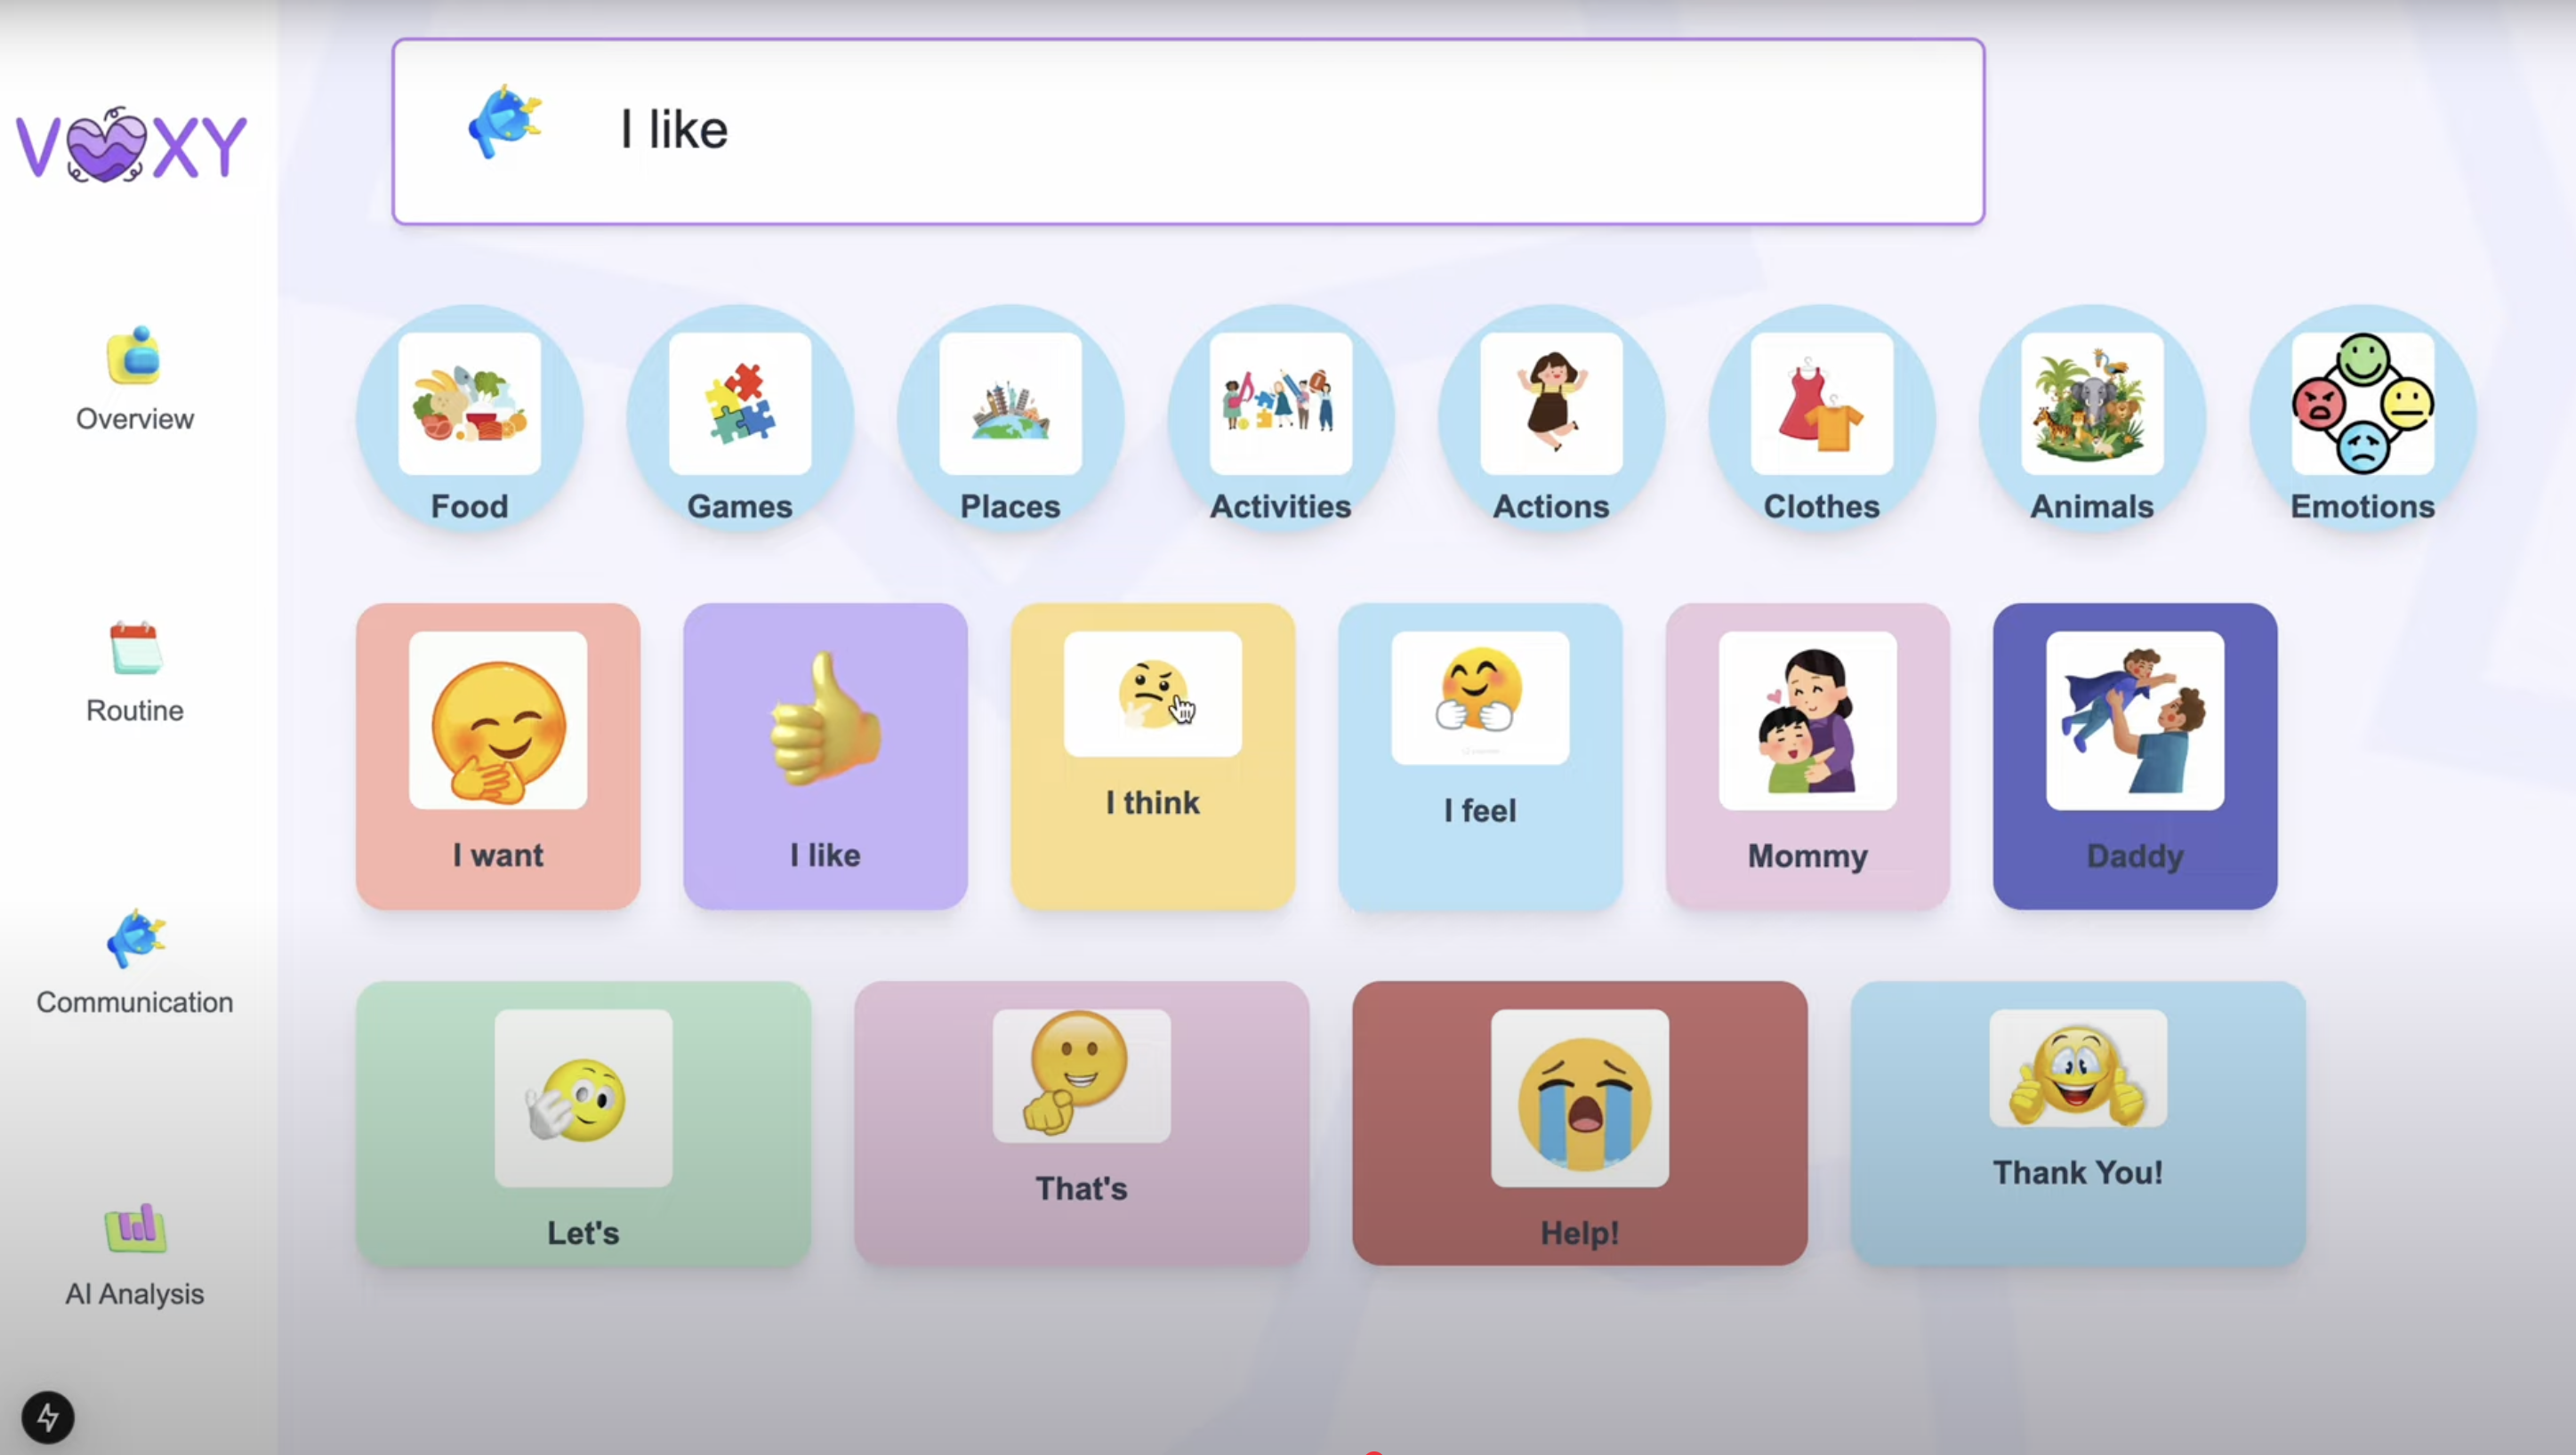 VOXY
I like
Overview
Routine
Communication
AI Analysis
Food
Games
Places
Activities
Actions
Clothes
Animals
Emotions
I want
I like
I think
I feel
Mommy
Daddy
Let's
That's
Help!
Thank You!